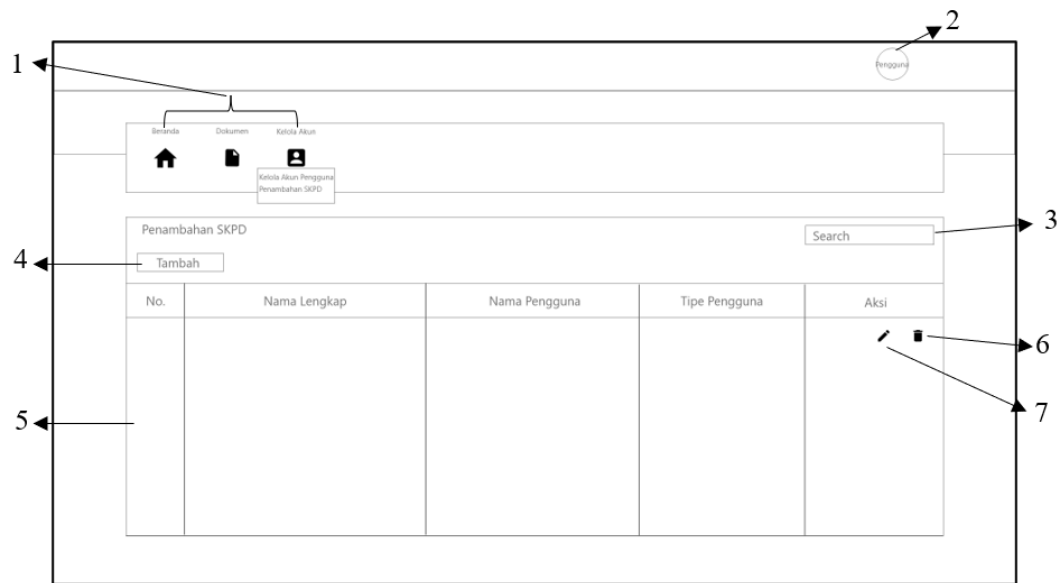 2
1
Pengguna
Beranda Dokumen Kelola Akun
Kelola Akun Pengguna
Penambahan SKPD
3
Penambahan SKPD
Search
4
Tambah
No. Nama Lengkap Nama Pengguna Tipe Pengguna Aksi
6
7
5